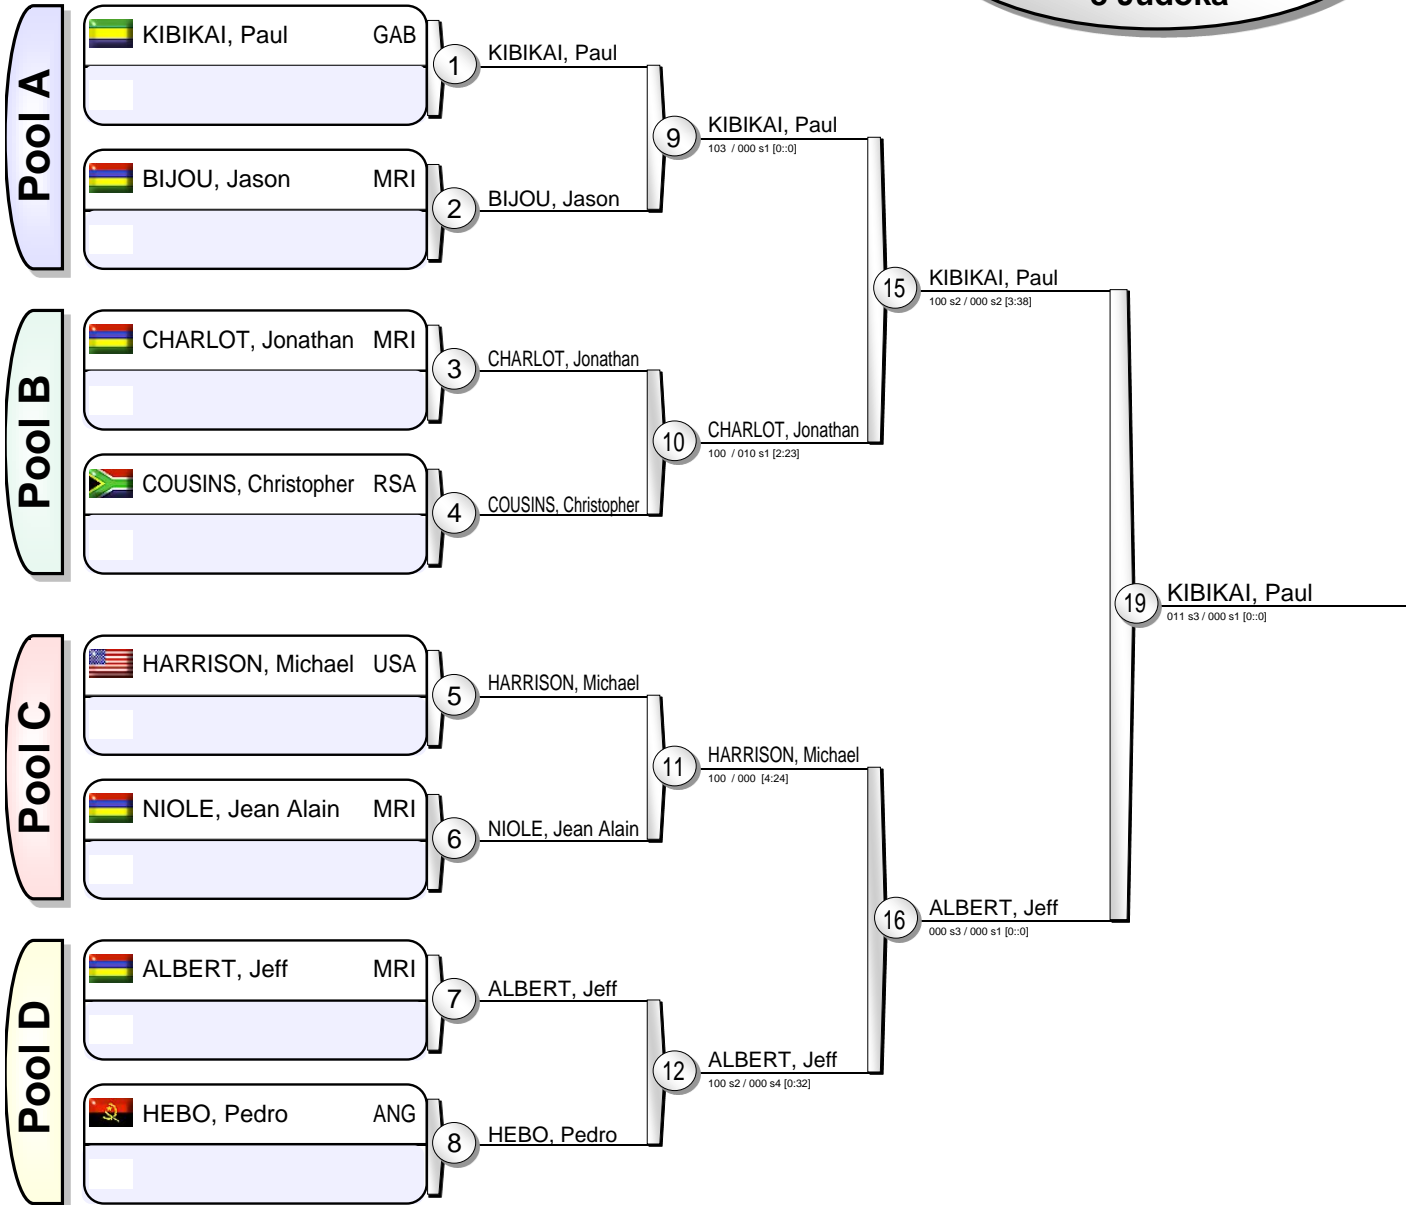 Judoka
Pool A
KIBIKAI, Paul GAB
1
KIBIKAI, Paul
BIJOU, Jason MRI
2
BIJOU, Jason
9
KIBIKAI, Paul
103 / 000 s1 [0::0]
Pool B
CHARLOT, Jonathan MRI
3
CHARLOT, Jonathan
COUSINS, Christopher RSA
4
COUSINS, Christopher
10
CHARLOT, Jonathan
100 / 010 s1 [2:23]
15
KIBIKAI, Paul
100 s2 / 000 s2 [3:38]
Pool C
HARRISON, Michael USA
5
HARRISON, Michael
NIOLE, Jean Alain MRI
6
NIOLE, Jean Alain
11
HARRISON, Michael
100 / 000 [4:24]
Pool D
ALBERT, Jeff MRI
7
ALBERT, Jeff
HEBO, Pedro ANG
8
HEBO, Pedro
12
ALBERT, Jeff
100 s2 / 000 s4 [0:32]
16
ALBERT, Jeff
000 s3 / 000 s1 [0::0]
19
KIBIKAI, Paul
011 s3 / 000 s1 [0::0]